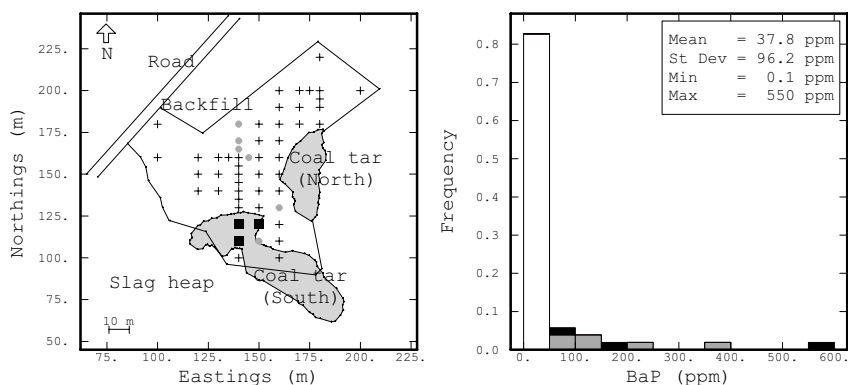 N
Road
Backfill
Coal tar
(North)
Slag heap
Coal tar
(South)
10 m
225.
200.
175.
150.
125.
100.
75.
50.
Northings (m)
75. 100. 125. 150. 175. 200. 225.
Eastings (m)
Mean = 37.8 ppm
St Dev = 96.2 ppm
Min = 0.1 ppm
Max = 550 ppm
0.8
0.7
0.6
0.5
0.4
0.3
0.2
0.1
0.0
Frequency
0. 100. 200. 300. 400. 500. 600.
BaP (ppm)